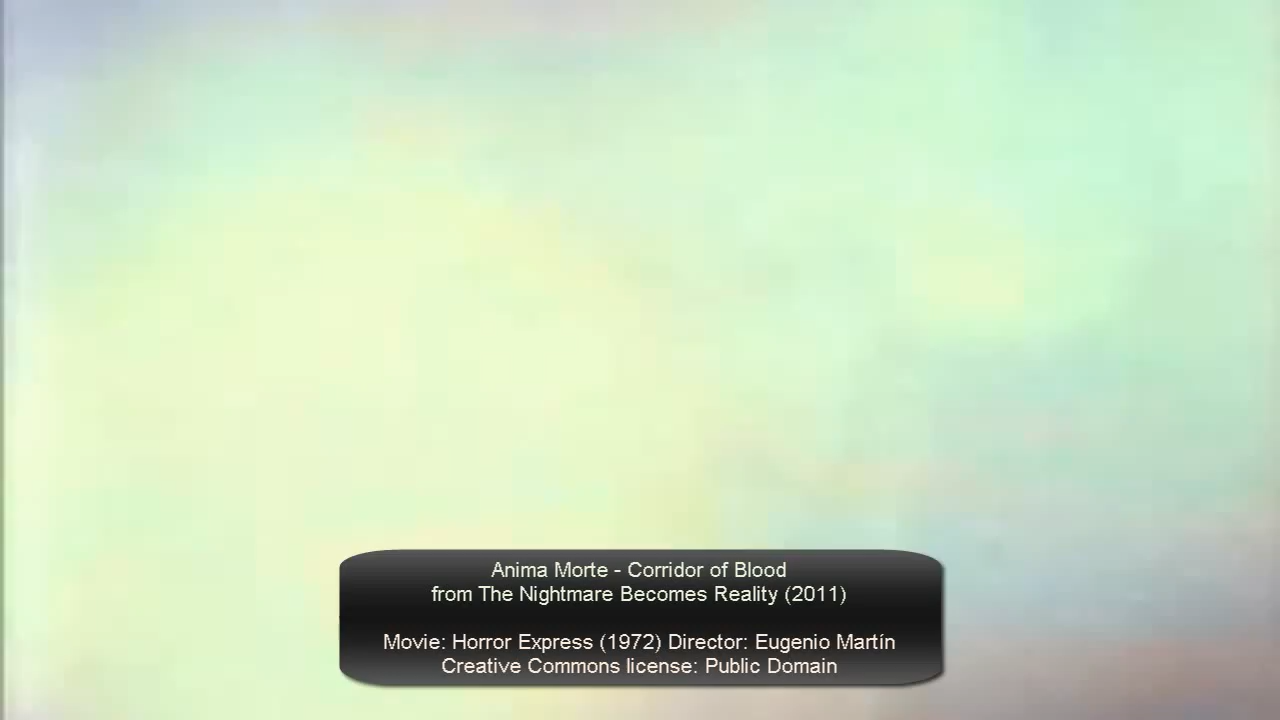 Anima Morte - Corridor of Blood
from The Nightmare Becomes Reality (2011)
Movie: Horror Express (1972) Director: Eugenio Martín
Creative Commons license: Public Domain